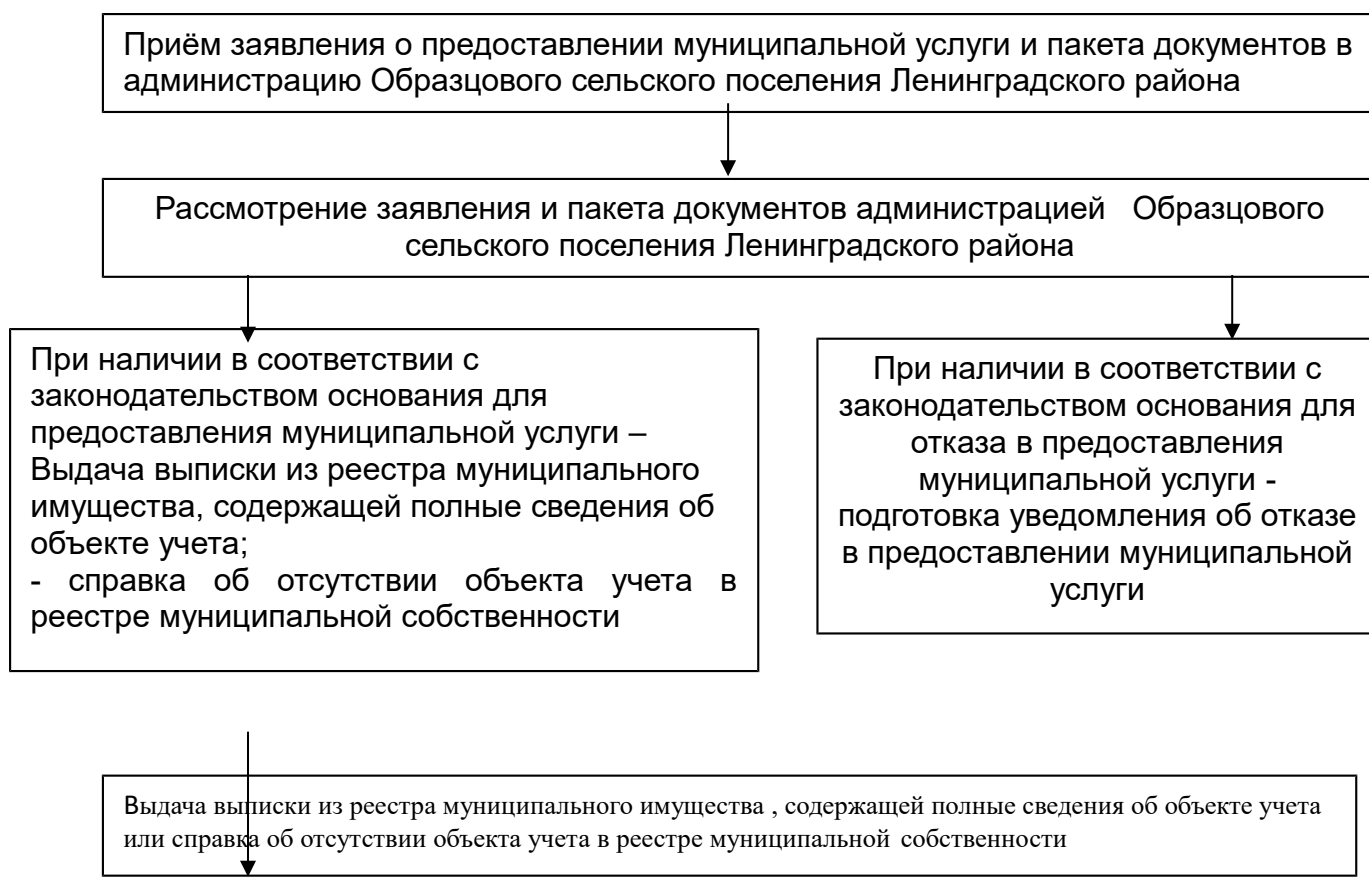 Приём заявления о предоставлении муниципальной услуги и пакета документов в
администрацию Образцового сельского поселения Ленинградского района
Рассмотрение заявления и пакета документов администрацией Образцового
сельского поселения Ленинградского района
При наличии в соответствии с
законодательством основания для
предоставления муниципальной услуги –
Выдача выписки из реестра муниципального
имущества, содержащей полные сведения об
объекте учета;
- справка об отсутствии объекта учета в
реестре муниципальной собственности
При наличии в соответствии с
законодательством основания для
отказа в предоставления
муниципальной услуги -
подготовка уведомления об отказе
в предоставлении муниципальной
услуги
Выдача выписки из реестра муниципального имущества , содержащей полные сведения об объекте учета
или справка об отсутствии объекта учета в реестре муниципальной собственности